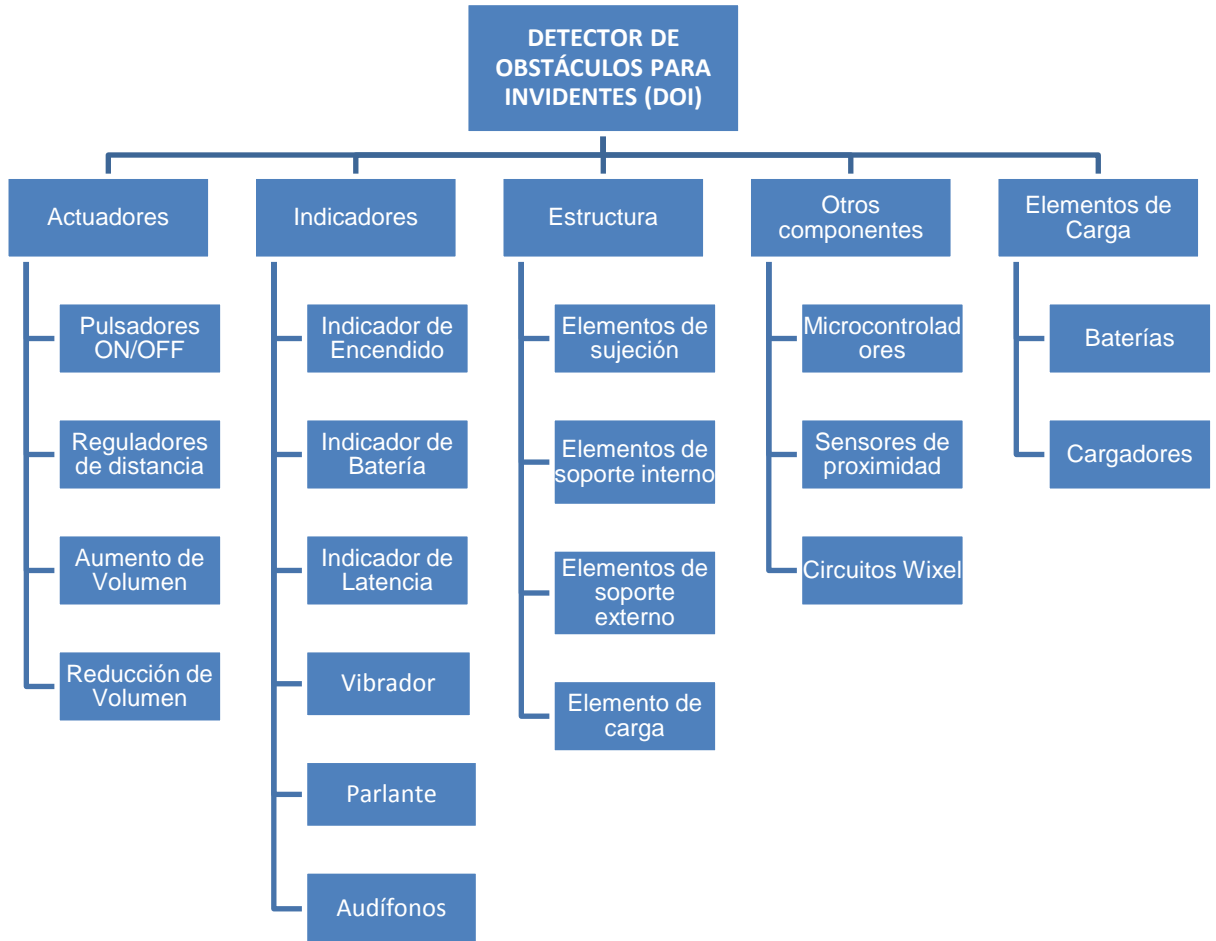 DETECTOR DE
OBSTÁCULOS PARA
INVIDENTES (DOI)
Actuadores
Pulsadores
ON/OFF
Reguladores
de distancia
Aumento de
Volumen
Reducción de
Volumen
Indicadores
Indicador de
Encendido
Indicador de
Batería
Indicador de
Latencia
Vibrador
Parlante
Audífonos
Estructura
Elementos de
sujeción
Elementos de
soporte interno
Elementos de
soporte
externo
Elemento de
carga
Otros
componentes
Microcontrolad
ores
Sensores de
proximidad
Circuitos Wixel
Elementos de
Carga
Baterías
Cargadores